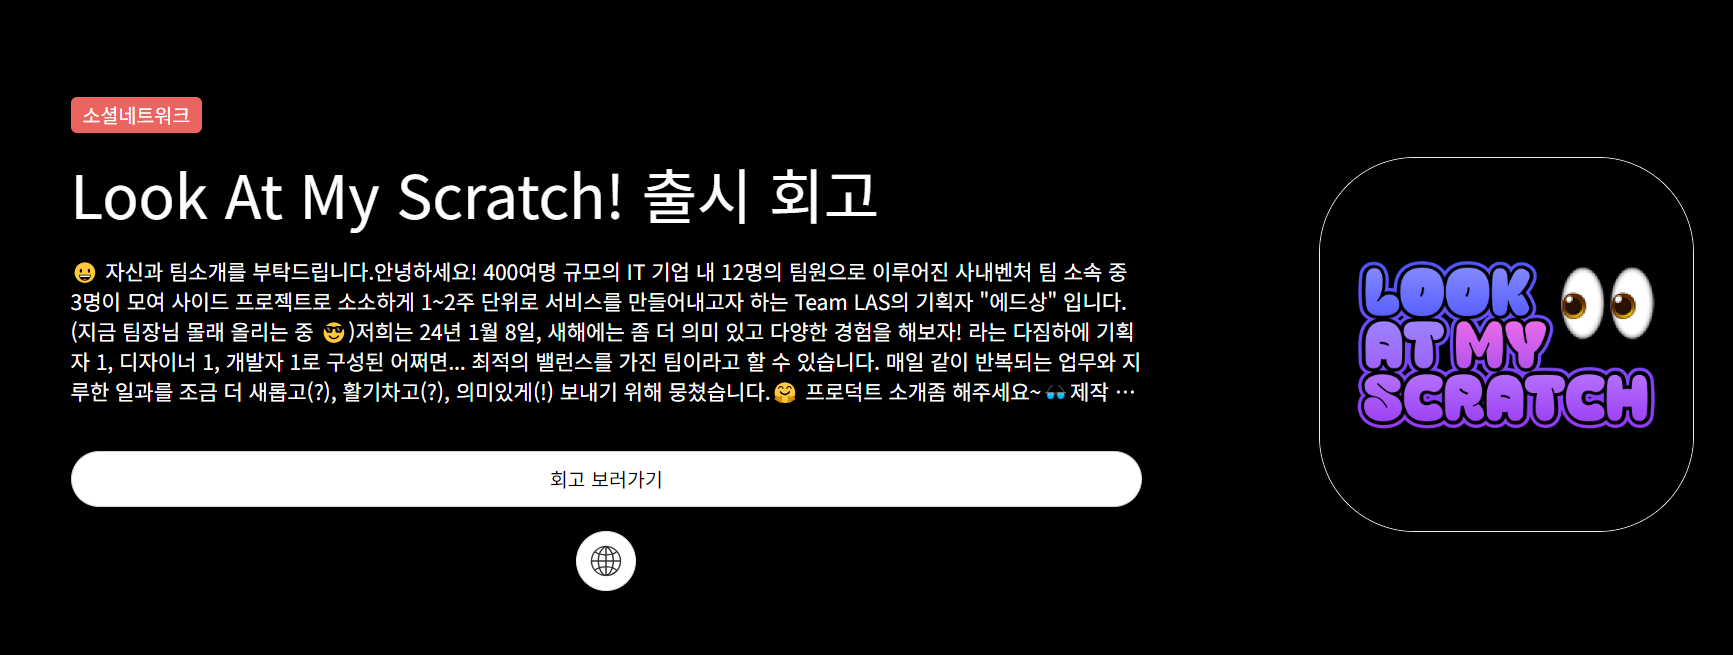 소셜네트워크
Look At My Scratch! 출시 회고
😀 자신과 팀소개를 부탁드립니다.안녕하세요! 400여명 규모의 IT 기업 내 12명의 팀원으로 이루어진 사내벤처 팀 소속 중
3명이 모여 사이드 프로젝트로 소소하게 1~2주 단위로 서비스를 만들어내고자 하는 Team LAS의 기획자 "에드상" 입니다.
(지금 팀장님 몰래 올리는 중 😎)저희는 24년 1월 8일, 새해에는 좀 더 의미 있고 다양한 경험을 해보자! 라는 다짐하에 기획
자 1, 디자이너 1, 개발자 1로 구성된 어쩌면... 최적의 밸런스를 가진 팀이라고 할 수 있습니다. 매일 같이 반복되는 업무와 지
루한 일과를 조금 더 새롭고(?), 활기차고(?), 의미있게(!) 보내기 위해 뭉쳤습니다.🤗 프로덕트 소개좀 해주세요~🕶️제작 …
회고 보러가기
LOOK
AT MY
SCRATCH